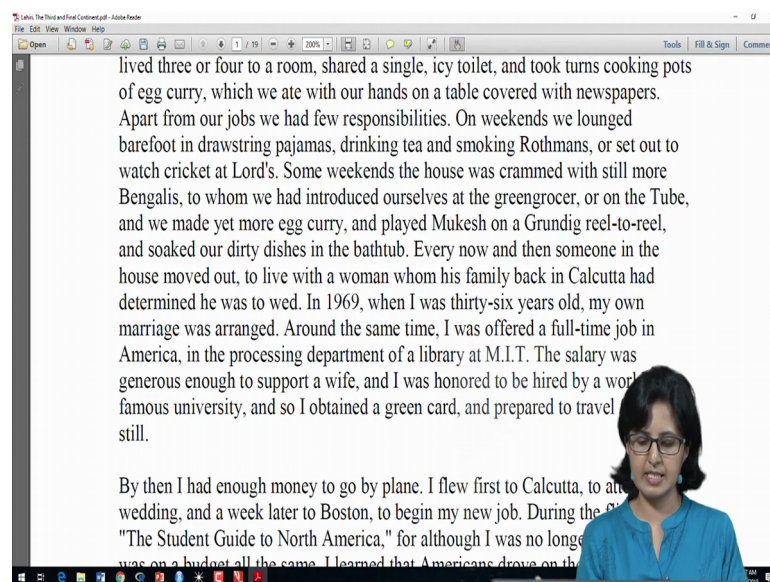 Lahiri. The Third and Final Continent.pdf - Adobe Reader
File Edit View Window Help
Open 1 / 19 200% Tools Fill & Sign Comme
lived three or four to a room, shared a single, icy toilet, and took turns cooking pots
of egg curry, which we ate with our hands on a table covered with newspapers.
Apart from our jobs we had few responsibilities. On weekends we lounged
barefoot in drawstring pajamas, drinking tea and smoking Rothmans, or set out to
watch cricket at Lord's. Some weekends the house was crammed with still more
Bengalis, to whom we had introduced ourselves at the greengrocer, or on the Tube,
and we made yet more egg curry, and played Mukesh on a Grundig reel-to-reel,
and soaked our dirty dishes in the bathtub. Every now and then someone in the
house moved out, to live with a woman whom his family back in Calcutta had
determined he was to wed. In 1969, when I was thirty-six years old, my own
marriage was arranged. Around the same time, I was offered a full-time job in
America, in the processing department of a library at M.I.T. The salary was
generous enough to support a wife, and I was honored to be hired by a
famous university, and so I obtained a green card, and prepared to travel
still.
By then I had enough money to go by plane. I flew first to Calcutta, to
wedding, and a week later to Boston, to begin my new job. During the
"The Student Guide to North America," for although I was no
was on a budget all the same. I learned that Americans drove on